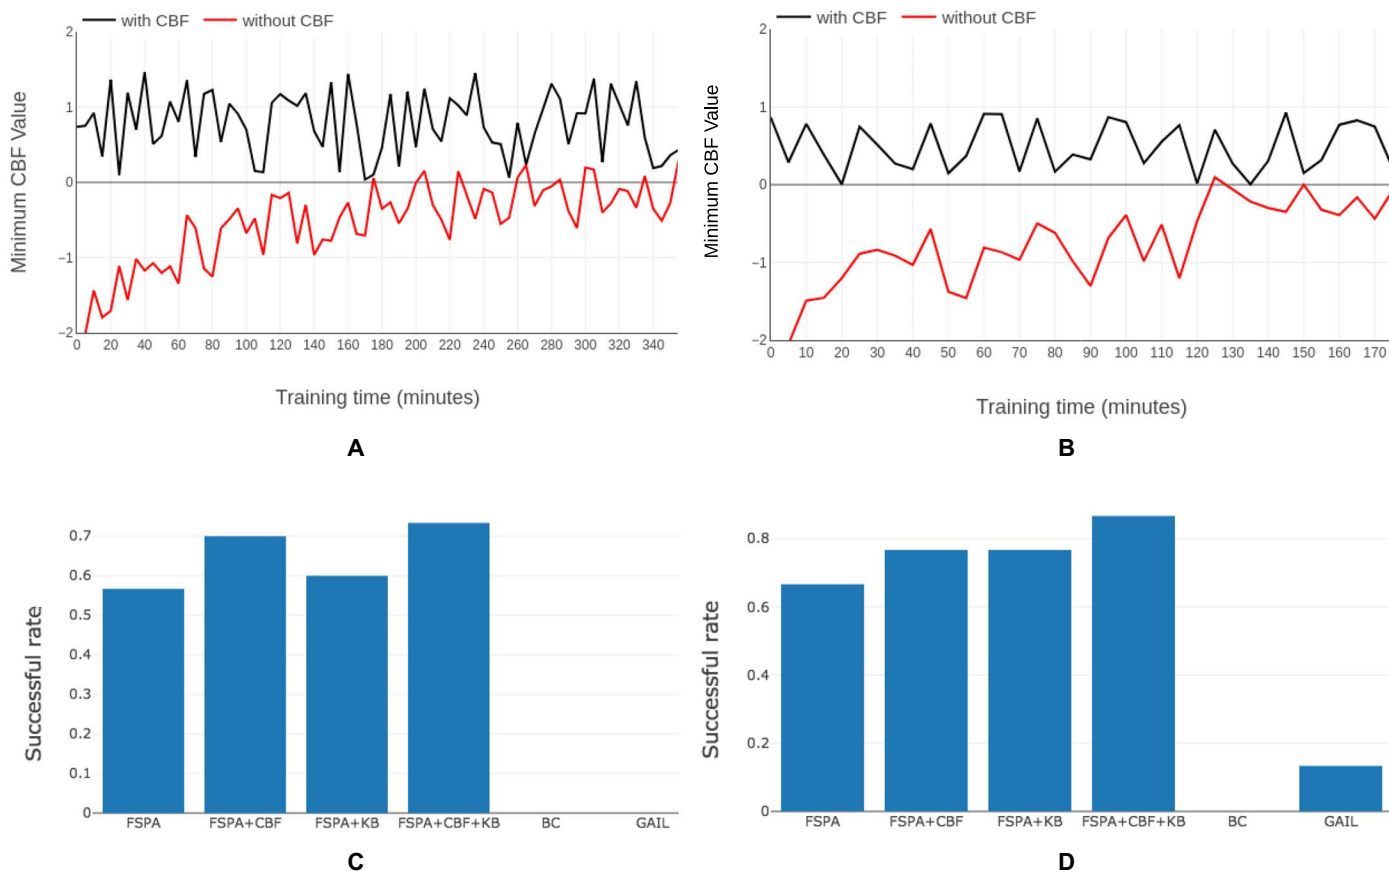 with CBF without CBF
2
1
0
−1
−2
0 20 40 60 80 100 120 140 160 180 200 220 240 260 280 300 320 340
Minimum CBF Value
Training time (minutes)
A
with CBF without CBF
2
1
0
−1
−2
0 10 20 30 40 50 60 70 80 90 100 110 120 130 140 150 160 170
Minimum CBF Value
Training time (minutes)
B
0.7
0.6
0.5
0.4
0.3
0.2
0.1
0
Successful rate
FSPA FSPA+CBF FSPA+KB FSPA+CBF+KB BC GAIL
C
0.8
0.6
0.4
0.2
0
Successful rate
FSPA FSPA+CBF FSPA+KB FSPA+CBF+KB BC GAIL
D